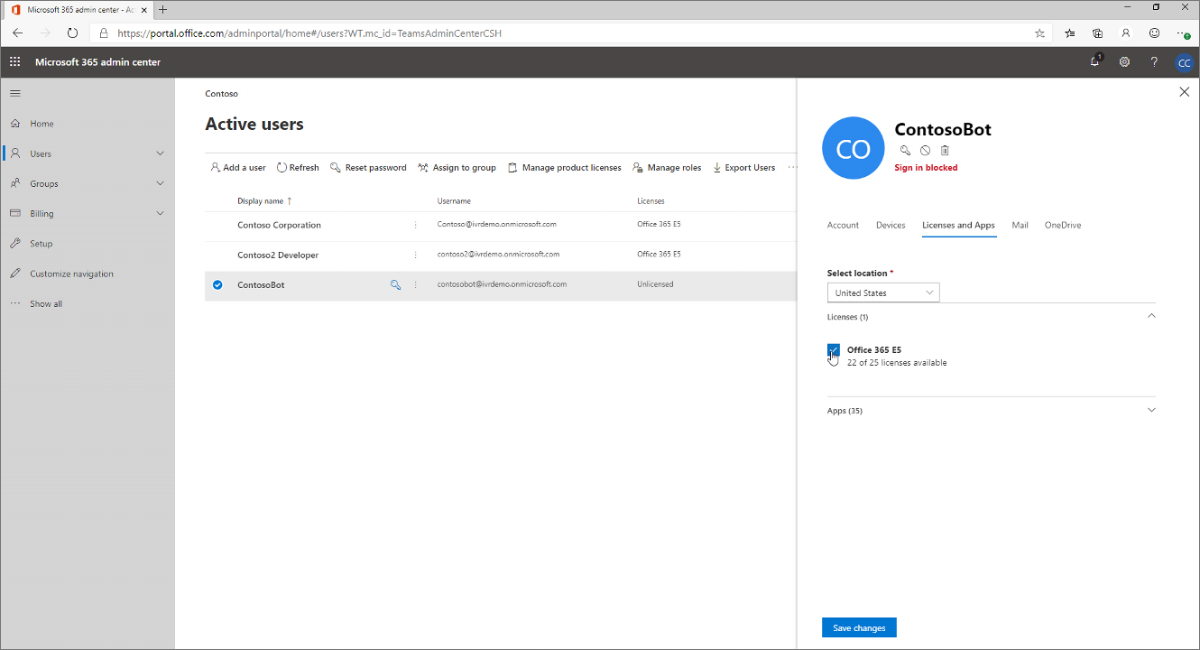 Microsoft 365 admin center - Ac
https://portal.office.com/adminportal/home#/users?WT.mc_id=TeamsAdminCenterCSH
Microsoft 365 admin center
1
?
CC
Home
Users
Groups
Billing
Setup
Customize navigation
Show all
Contoso
Active users
Add a user Refresh Reset password Assign to group Manage product licenses Manage roles Export Users
Display name ↑ Username Licenses
Contoso Corporation Contoso@ivrdemo.onmicrosoft.com Office 365 E5
Contoso2 Developer contoso2@ivrdemo.onmicrosoft.com Office 365 E5
ContosoBot contosobot@ivrdemo.onmicrosoft.com Unlicensed
CO
ContosoBot
Sign in blocked
Account Devices Licenses and Apps Mail OneDrive
Select location *
United States
Licenses (1)
Office 365 E5
22 of 25 licenses available
Apps (35)
Save changes